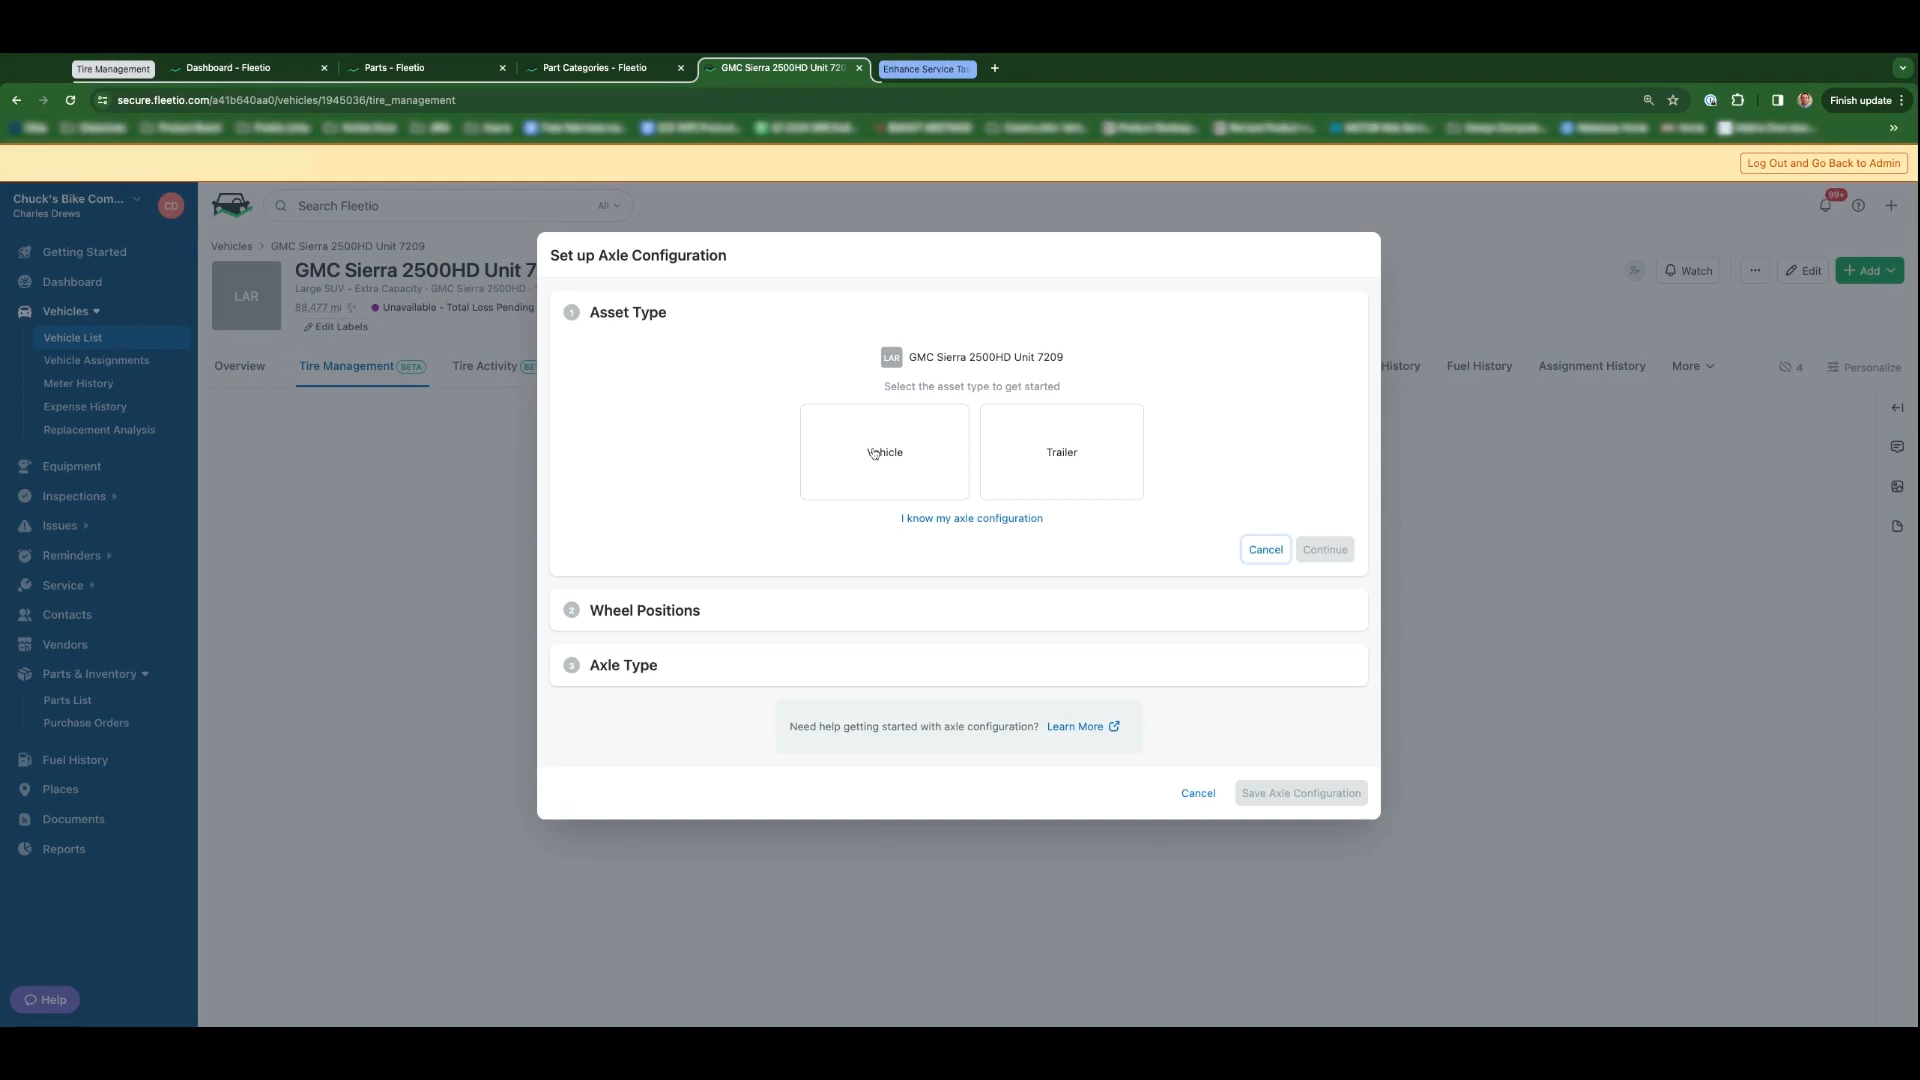 Tire Management
Dashboard - Fleetio
Parts - Fleetio
Part Categories - Fleetio
GMC Sierra 2500HD Unit 720
Enhance Service Ta
secure.fleetio.com/a41b640aa0/vehicles/1945036/tire_management
Finish update
Log Out and Go Back to Admin
Chuck's Bike Com...
Charles Drews
CD
Search Fleetio
All
99+
Getting Started
Dashboard
Vehicles
Vehicle List
Vehicle Assignments
Meter History
Expense History
Replacement Analysis
Equipment
Inspections
Issues
Reminders
Service
Contacts
Vendors
Parts & Inventory
Parts List
Purchase Orders
Fuel History
Places
Documents
Reports
Help
Vehicles > GMC Sierra 2500HD Unit 7209
LAR
GMC Sierra 2500HD Unit 7
Large SUV - Extra Capacity · GMC Sierra 2500HD ·
88,477 mi
Unavailable - Total Loss Pending
Edit Labels
Watch
Edit
Add
Overview
Tire Management BETA
Tire Activity
History
Fuel History
Assignment History
More
4
Personalize
Set up Axle Configuration
1 Asset Type
LAR GMC Sierra 2500HD Unit 7209
Select the asset type to get started
Vehicle
Trailer
I know my axle configuration
Cancel
Continue
2 Wheel Positions
3 Axle Type
Need help getting started with axle configuration? Learn More
Cancel
Save Axle Configuration